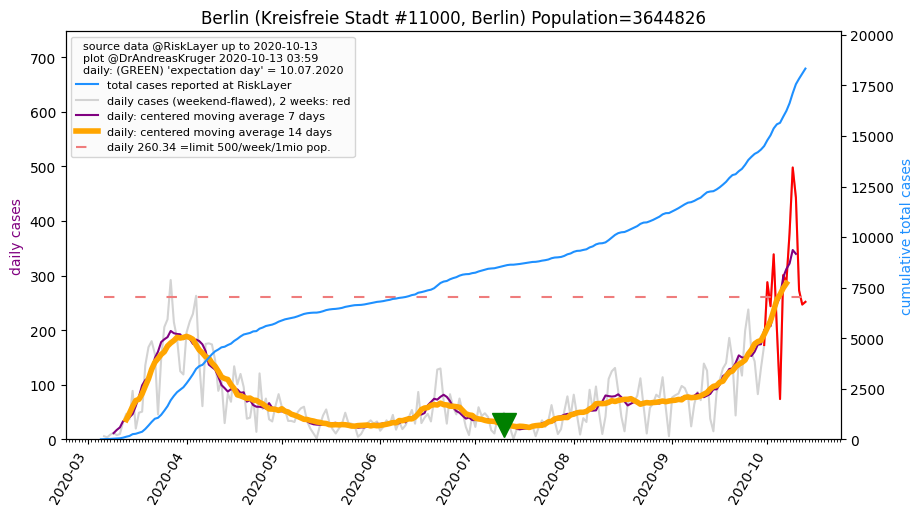 Berlin (Kreisfreie Stadt #11000, Berlin) Population=3644826
source data @RiskLayer up to 2020-10-13
plot @DrAndreasKruger 2020-10-13 03:59
daily: (GREEN) 'expectation day' = 10.07.2020
total cases reported at RiskLayer
daily cases (weekend-flawed), 2 weeks: red
daily: centered moving average 7 days
daily: centered moving average 14 days
daily 260.34 =limit 500/week/1mio pop.
daily cases
700
600
500
400
300
200
100
0
cumulative total cases
20000
17500
15000
12500
10000
7500
5000
2500
0
2020-03
2020-04
2020-05
2020-06
2020-07
2020-08
2020-09
2020-10